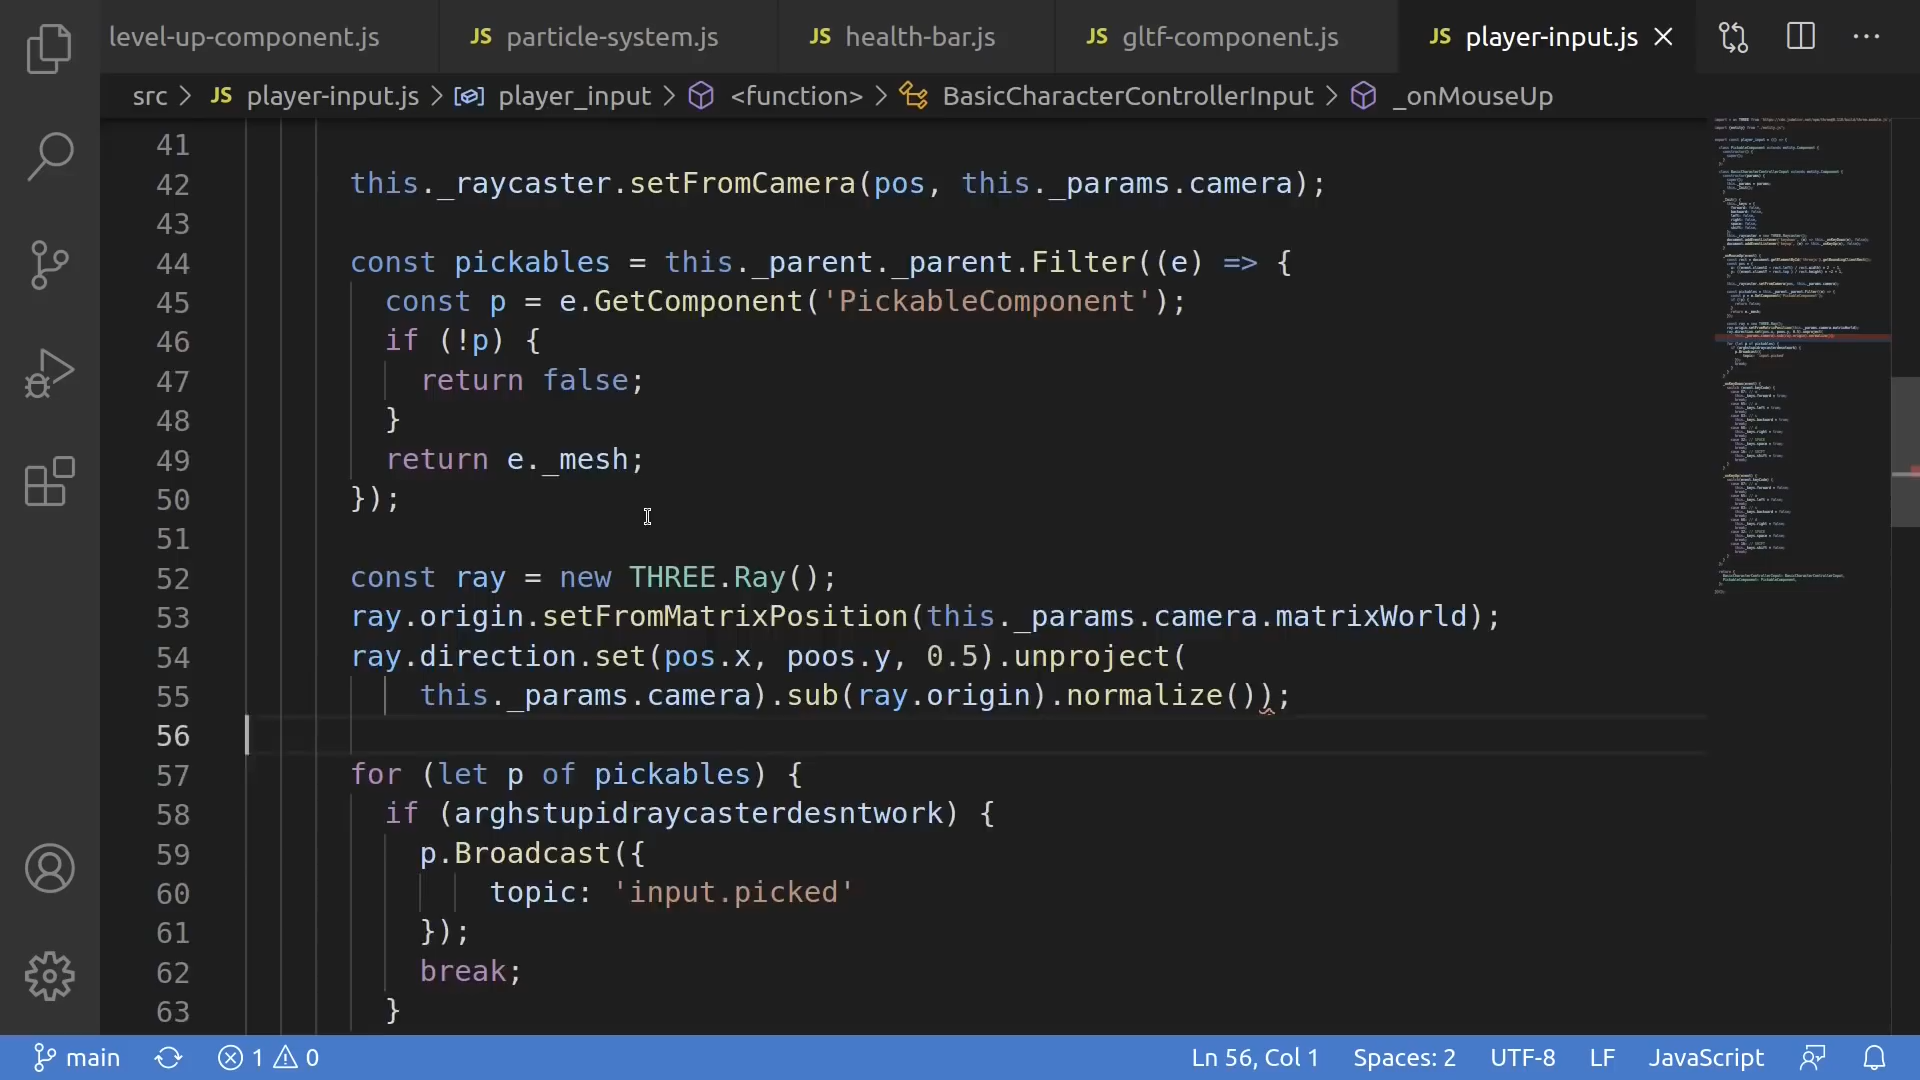 level-up-component.js
JS particle-system.js
JS health-bar.js
JS gltf-component.js
JS player-input.js
src > JS player-input.js > player_input > <function> > BasicCharacterControllerInput > _onMouseUp
41
42 this._raycaster.setFromCamera(pos, this._params.camera);
43
44 const pickables = this._parent._parent.Filter((e) => {
45 const p = e.GetComponent('PickableComponent');
46 if (!p) {
47 return false;
48 }
49 return e._mesh;
50 });
51
52 const ray = new THREE.Ray();
53 ray.origin.setFromMatrixPosition(this._params.camera.matrixWorld);
54 ray.direction.set(pos.x, poos.y, 0.5).unproject(
55 this._params.camera).sub(ray.origin).normalize());
56
57 for (let p of pickables) {
58 if (arghstupidraycasterdesntwork) {
59 p.Broadcast({
60 topic: 'input.picked'
61 });
62 break;
63 }
main
1
0
Ln 56, Col 1
Spaces: 2
UTF-8
LF
JavaScript